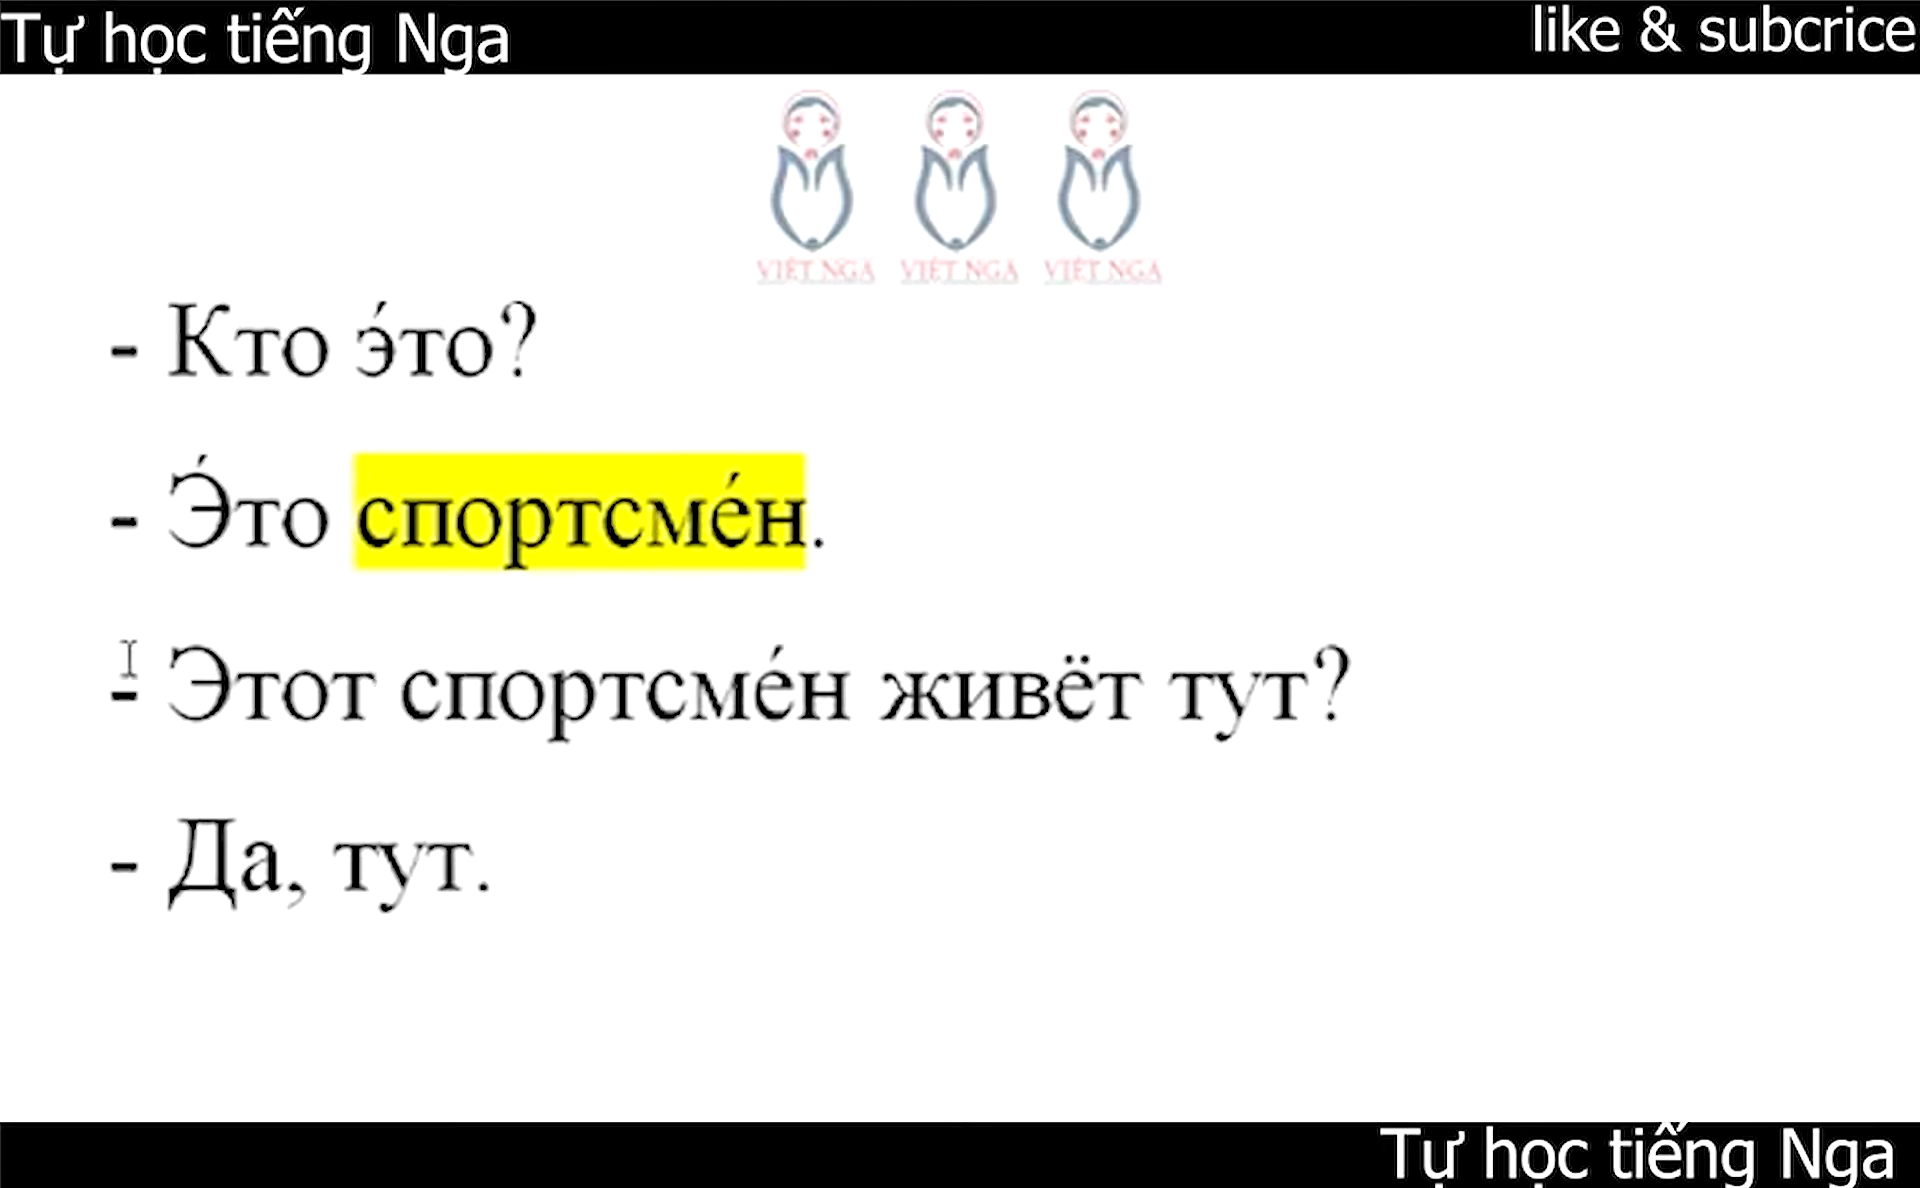 Tự học tiếng Nga
like & subcrice
VIỆT NGA VIỆT NGA VIỆT NGA
- Кто э́то?
- Э́то спортсме́н.
- Этот спортсме́н живёт тут?
- Да, тут.
Tự học tiếng Nga